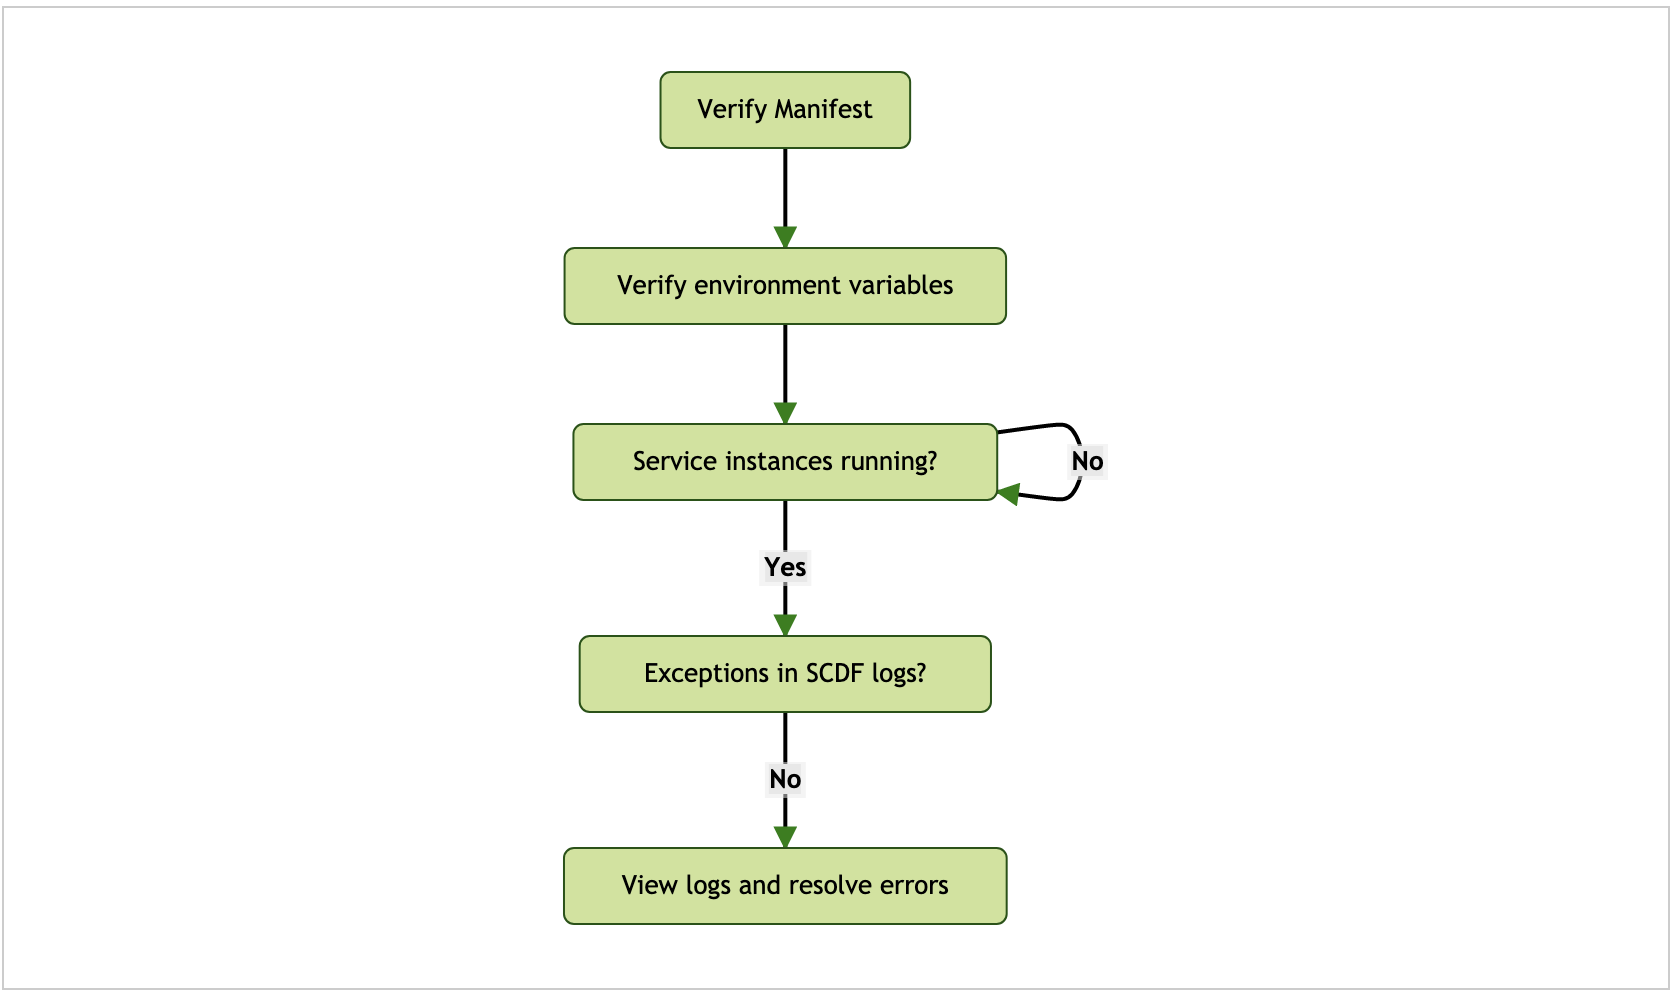 Verify Manifest
Verify environment variables
Service instances running?
No
Yes
Exceptions in SCDF logs?
No
View logs and resolve errors